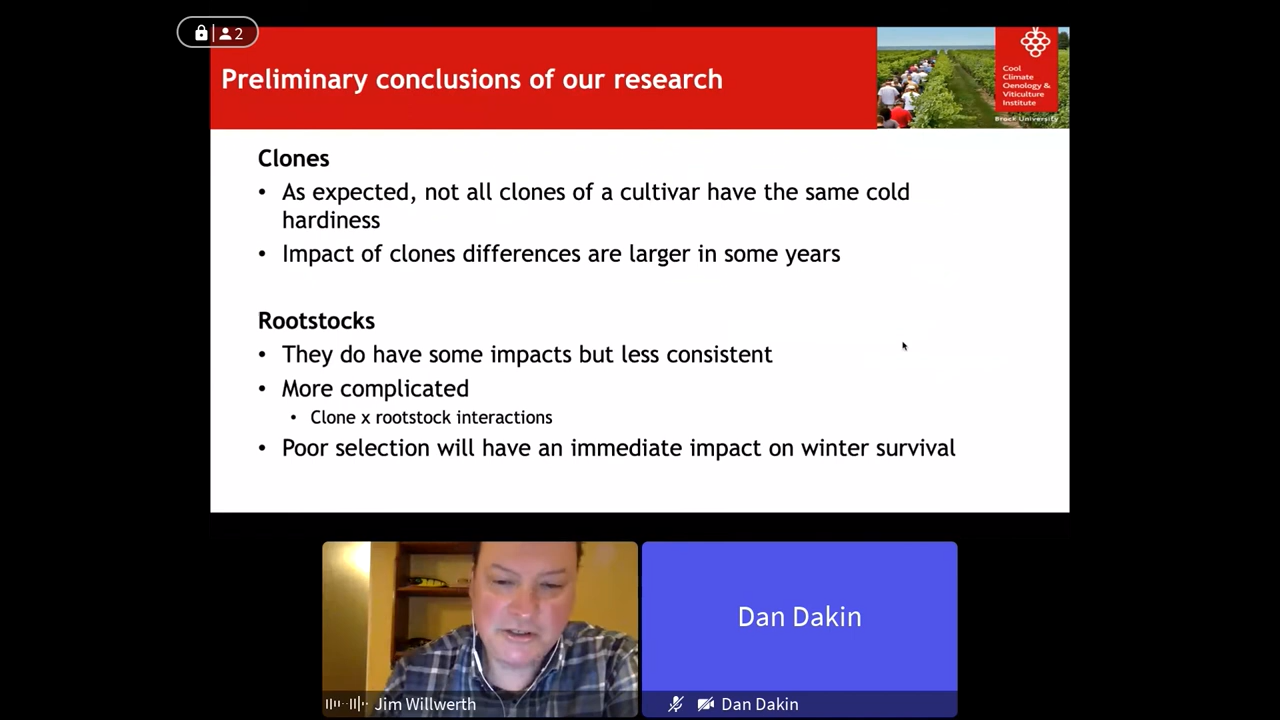 2
Preliminary conclusions of our research
Cool
Climate
Oenology &
Viticulture
Institute
Brock University
Clones
• As expected, not all clones of a cultivar have the same cold
hardiness
• Impact of clones differences are larger in some years
Rootstocks
• They do have some impacts but less consistent
• More complicated
• Clone x rootstock interactions
• Poor selection will have an immediate impact on winter survival
Dan Dakin
Jim Willwerth
Dan Dakin